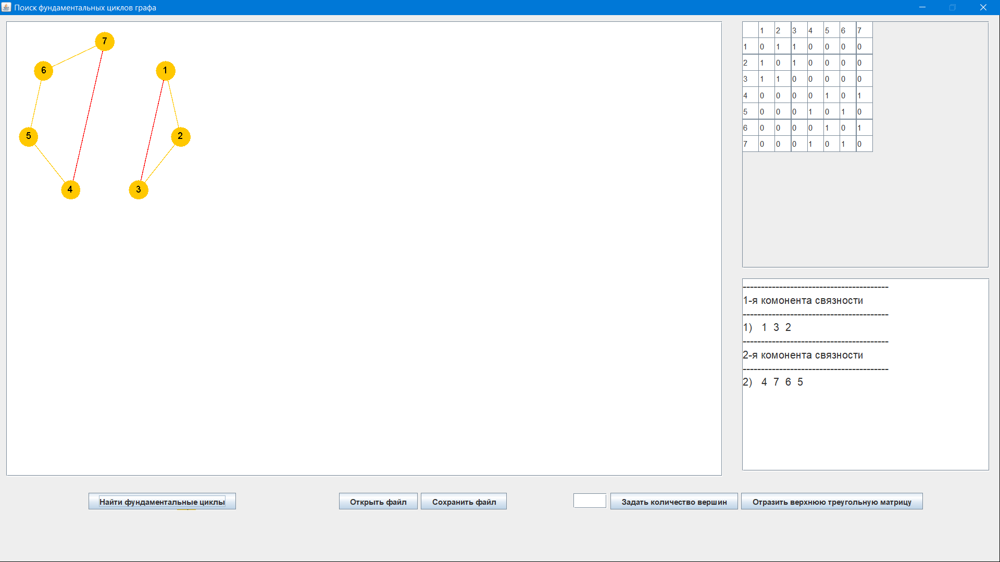 Поиск фундаментальных циклов графа
7
6
1
5
2
4
3
1 2 3 4 5 6 7
1 0 1 1 0 0 0 0
2 1 0 1 0 0 0 0
3 1 1 0 0 0 0 0
4 0 0 0 0 1 0 1
5 0 0 0 1 0 1 0
6 0 0 0 0 1 0 1
7 0 0 0 1 0 1 0
----------------------------------------
1-я комонента связности
----------------------------------------
1) 1 3 2
----------------------------------------
2-я комонента связности
----------------------------------------
2) 4 7 6 5
Найти фундаментальные циклы
Открыть файл
Сохранить файл
Задать количество вершин
Отразить верхнюю треугольную матрицу